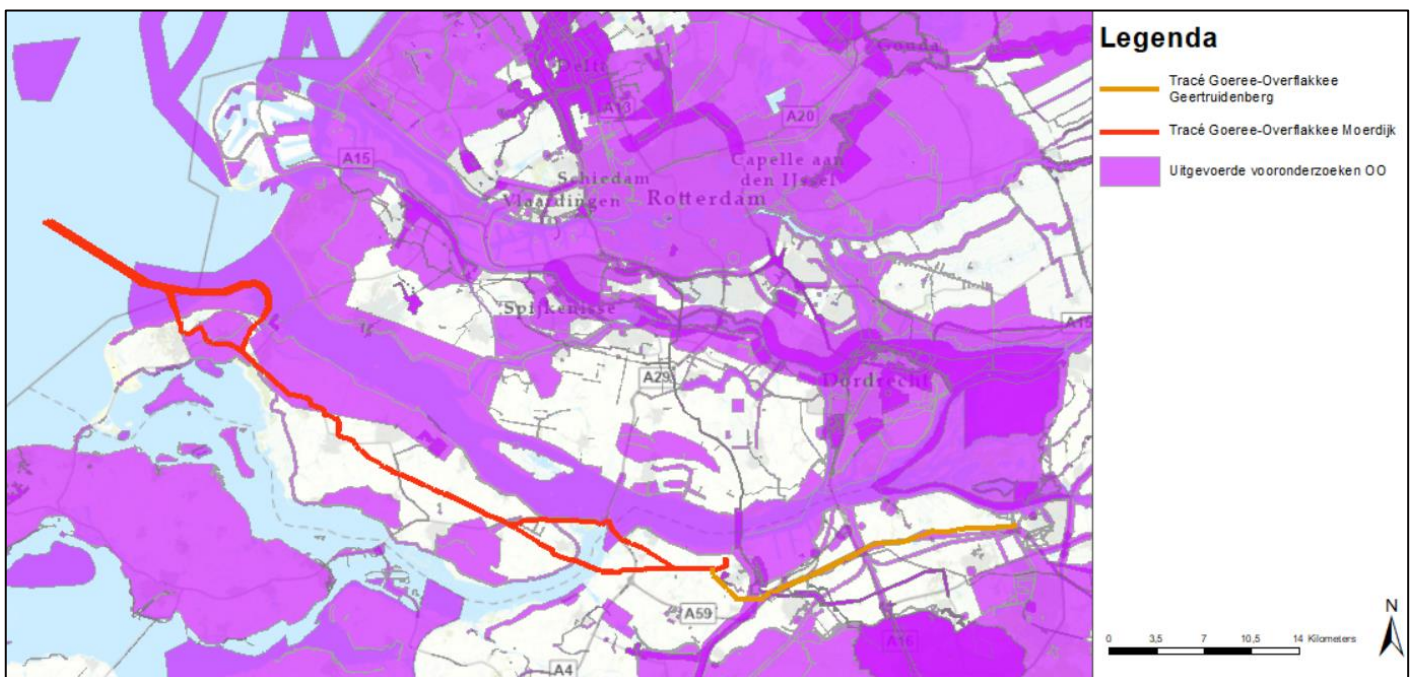 Gouda
Delft
A13
A20
A15
Capelle aan
den IJssel
Schiedam
Vlaardingen
Rotterdam
Spijkenisse
A15
A29
Dordrecht
A59
A16
A4
Legenda
Tracé Goeree-Overflakkee
Geertruidenberg
Tracé Goeree-Overflakkee Moerdijk
Uitgevoerde vooronderzoeken OO
N
0 3,5 7 10,5 14 Kilometers